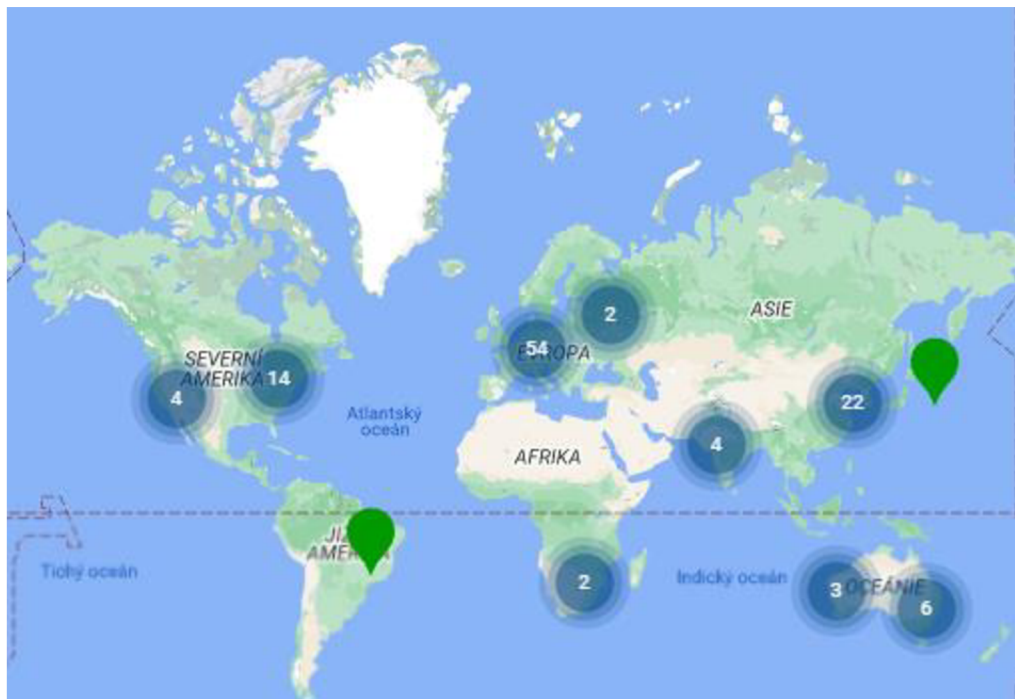 ASIE
2
54
EVROPA
SEVERNÍ
AMERIKA
14
4
22
Atlantský
oceán
4
AFRIKA
JIŽ
AMERIKA
Tichý oceán
2
Indický oceán
3
OCEÁNIE
6